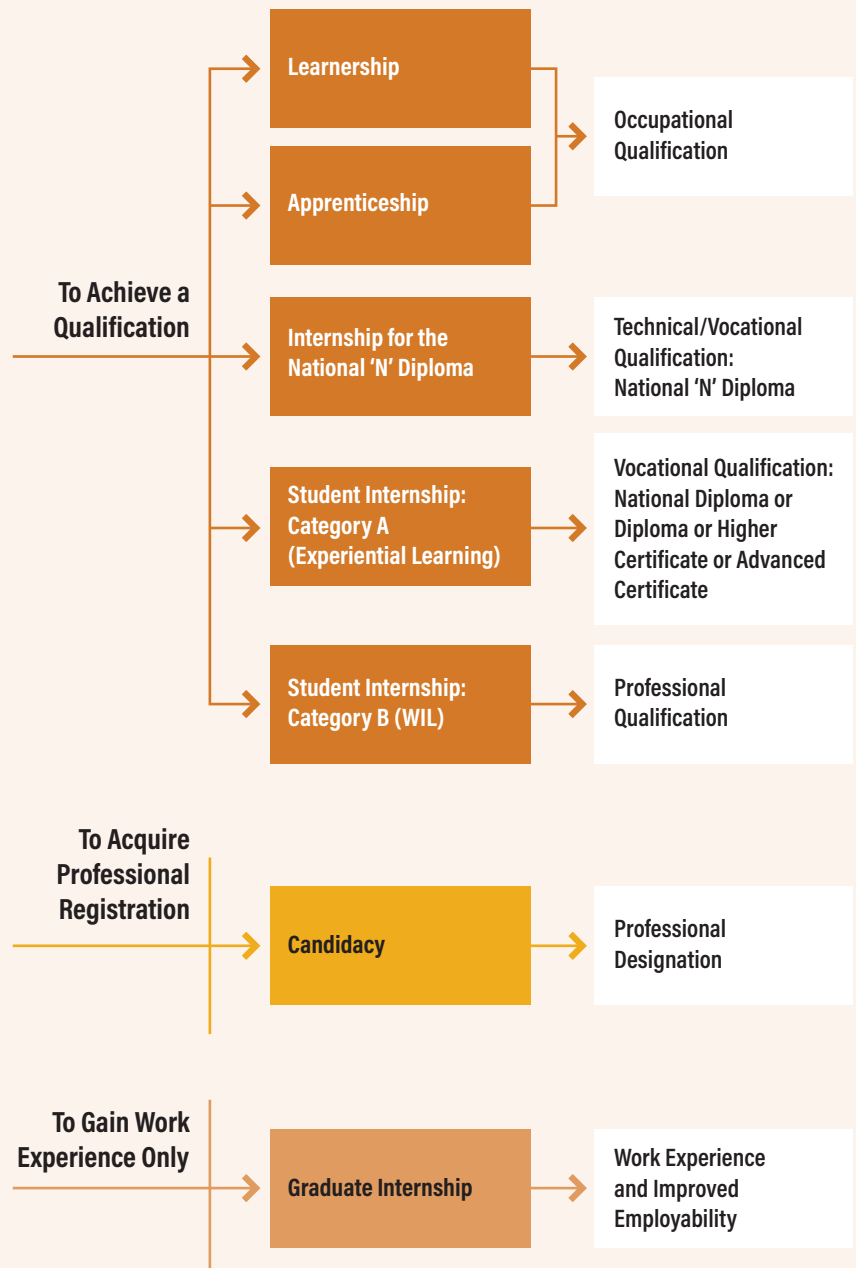 To Achieve a
Qualification
Learnership
Apprenticeship
Occupational
Qualification
Internship for the
National ‘N’ Diploma
Technical/Vocational
Qualification:
National ‘N’ Diploma
Student Internship:
Category A
(Experiential Learning)
Vocational Qualification:
National Diploma or
Diploma or Higher
Certificate or Advanced
Certificate
Student Internship:
Category B (WIL)
Professional
Qualification
To Acquire
Professional
Registration
Candidacy
Professional
Designation
To Gain Work
Experience Only
Graduate Internship
Work Experience
and Improved
Employability